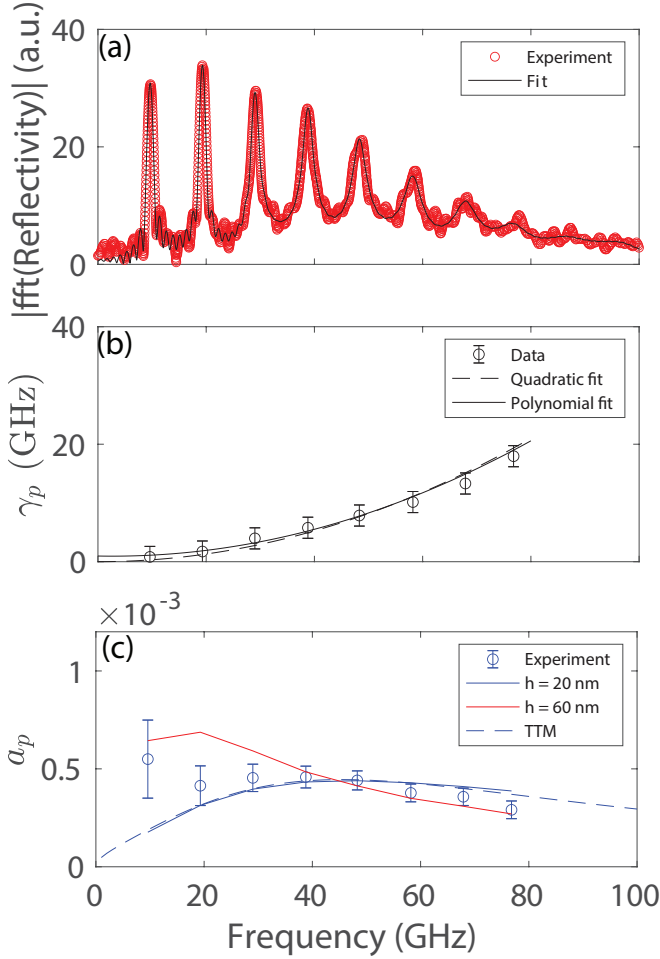 (a)
40
20
0
|fft(Reflectivity)| (a.u.)
Experiment
Fit
(b)
40
20
0
γₚ (GHz)
Data
Quadratic fit
Polynomial fit
×10⁻³
(c)
1
0.5
0
aₚ
Experiment
h = 20 nm
h = 60 nm
TTM
0 20 40 60 80 100
Frequency (GHz)